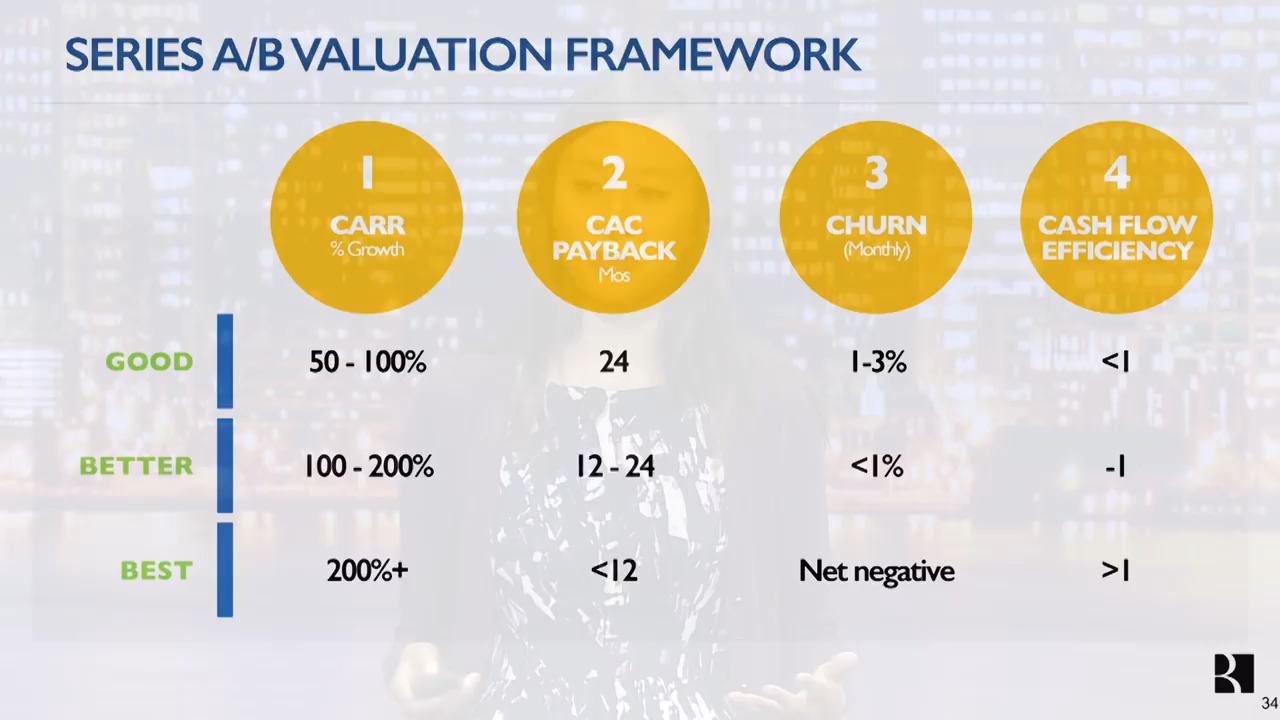 SERIES A/B VALUATION FRAMEWORK
1
CARR
% Growth
2
CAC
PAYBACK
Mos
3
CHURN
(Monthly)
4
CASH FLOW
EFFICIENCY
GOOD
50 - 100%
24
1-3%
<1
BETTER
100 - 200%
12 - 24
<1%
-1
BEST
200%+
<12
Net negative
>1
34